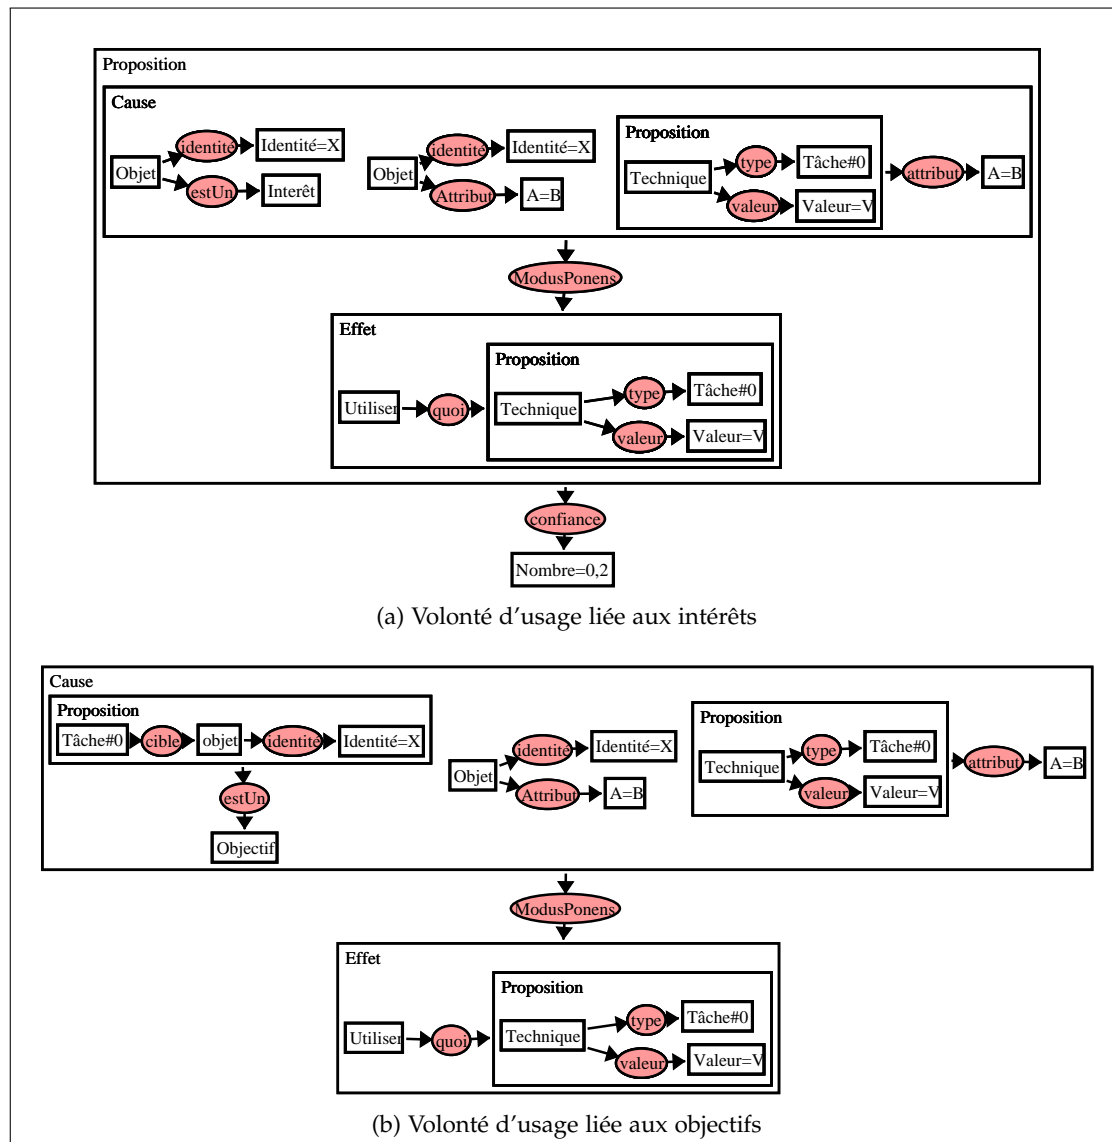 Proposition
Cause
Objet
identité
Identité=X
estUn
Interêt
Objet
identité
Identité=X
Attribut
A=B
Proposition
Technique
type
Tâche#0
valeur
Valeur=V
attribut
A=B
ModusPonens
Effet
Utiliser
quoi
Proposition
Technique
type
Tâche#0
valeur
Valeur=V
confiance
Nombre=0,2
(a) Volonté d'usage liée aux intérêts
Cause
Proposition
Tâche#0
cible
objet
identité
Identité=X
estUn
Objectif
Objet
identité
Identité=X
Attribut
A=B
Proposition
Technique
type
Tâche#0
valeur
Valeur=V
attribut
A=B
ModusPonens
Effet
Utiliser
quoi
Proposition
Technique
type
Tâche#0
valeur
Valeur=V
(b) Volonté d'usage liée aux objectifs